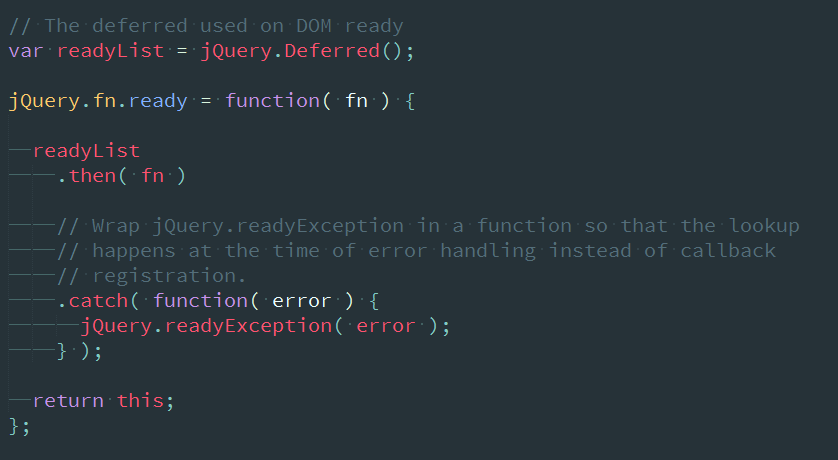 // The deferred used on DOM ready
var readyList = jQuery.Deferred();

jQuery.fn.ready = function( fn ) {

	readyList
		.then( fn )

		// Wrap jQuery.readyException in a function so that the lookup
		// happens at the time of error handling instead of callback
		// registration.
		.catch( function( error ) {
			jQuery.readyException( error );
		} );

	return this;
};